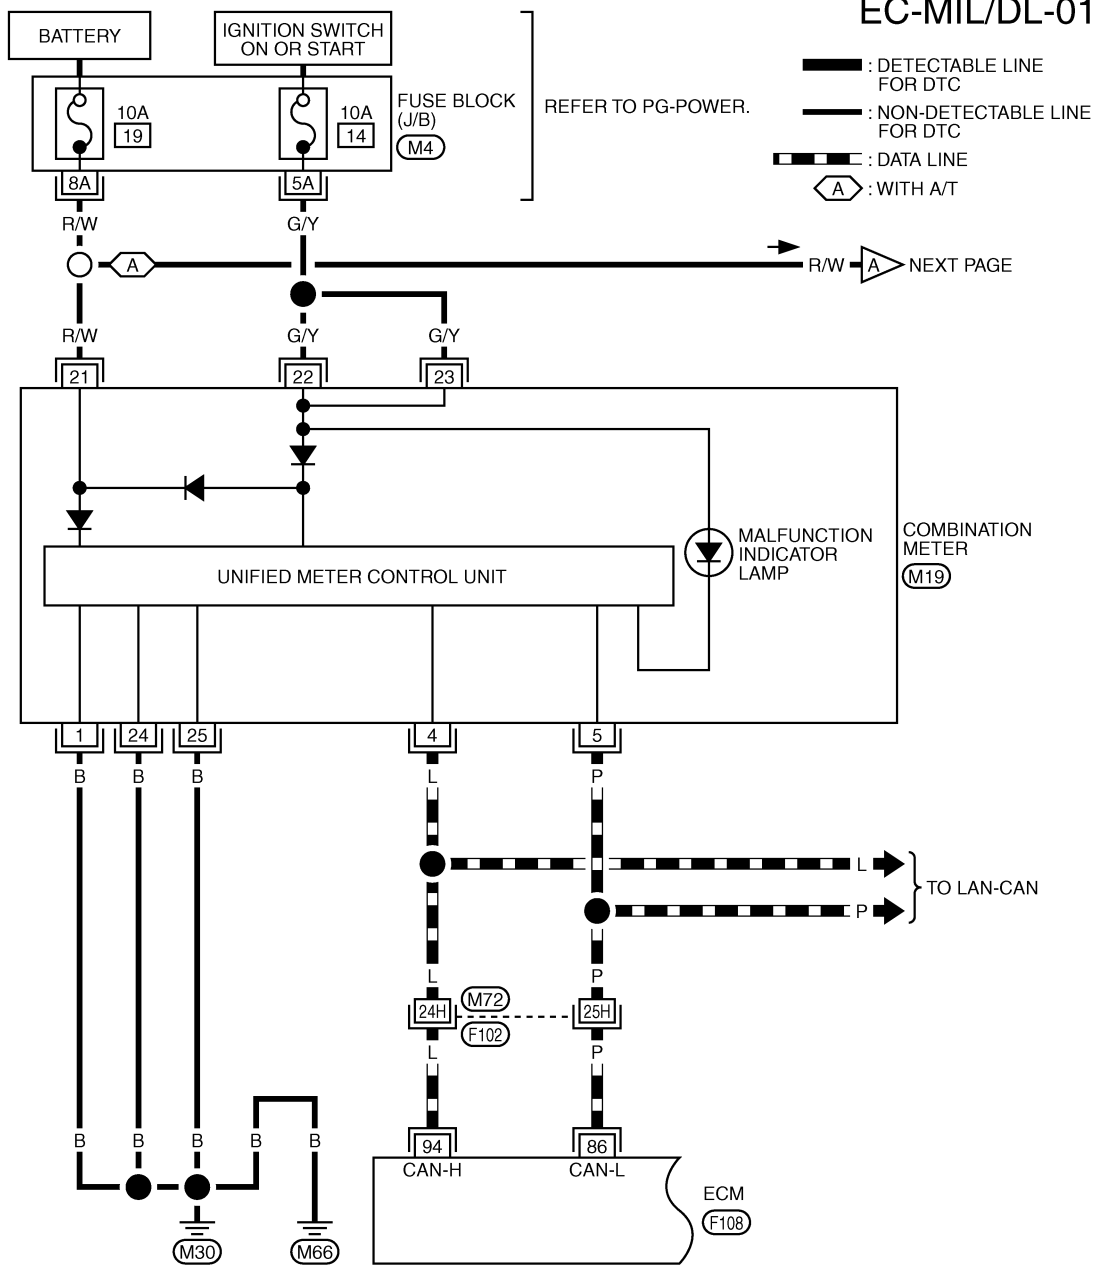 EC-MIL/DL-01
BATTERY
IGNITION SWITCH
ON OR START
: DETECTABLE LINE
FOR DTC
: NON-DETECTABLE LINE
FOR DTC
: DATA LINE
A : WITH A/T
10A
19
10A
14
FUSE BLOCK
(J/B)
M4
REFER TO PG-POWER.
8A
5A
R/W
G/Y
A
R/W
A
NEXT PAGE
R/W
G/Y
G/Y
21
22
23
MALFUNCTION
INDICATOR
LAMP
COMBINATION
METER
M19
UNIFIED METER CONTROL UNIT
1
24
25
4
5
B
B
B
L
P
L
P
TO LAN-CAN
L
P
24H
M72
F102
25H
L
P
B
B
B
B
B
94
86
CAN-H
CAN-L
ECM
F108
M30
M66